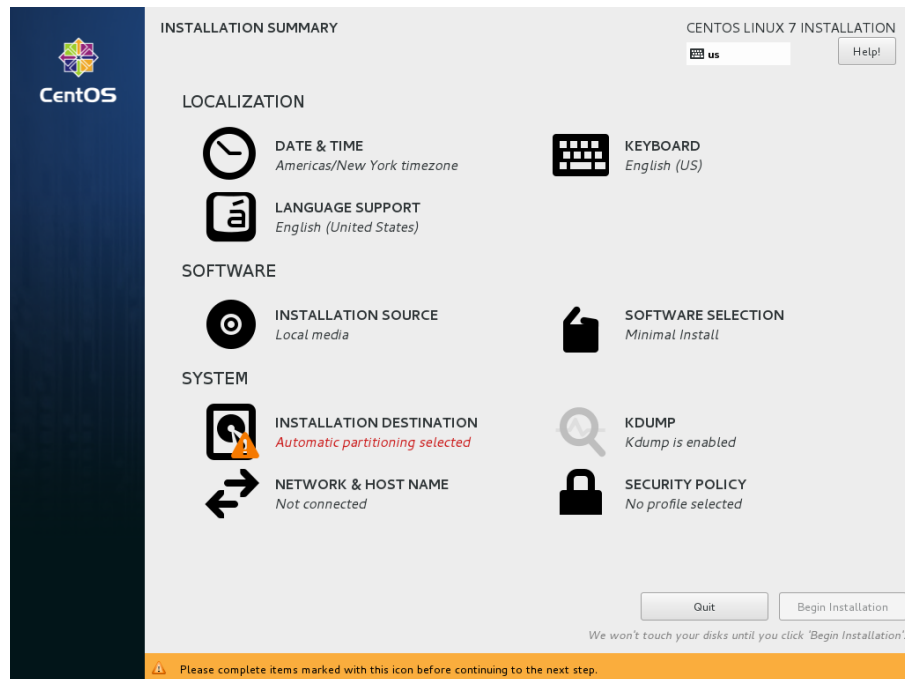 INSTALLATION SUMMARY
CENTOS LINUX 7 INSTALLATION
us
Help!
CentOS
LOCALIZATION
DATE & TIME
Americas/New York timezone
KEYBOARD
English (US)
á
LANGUAGE SUPPORT
English (United States)
SOFTWARE
INSTALLATION SOURCE
Local media
SOFTWARE SELECTION
Minimal Install
SYSTEM
INSTALLATION DESTINATION
Automatic partitioning selected
KDUMP
Kdump is enabled
NETWORK & HOST NAME
Not connected
SECURITY POLICY
No profile selected
Quit
Begin Installation
We won't touch your disks until you click 'Begin Installation'.
Please complete items marked with this icon before continuing to the next step.